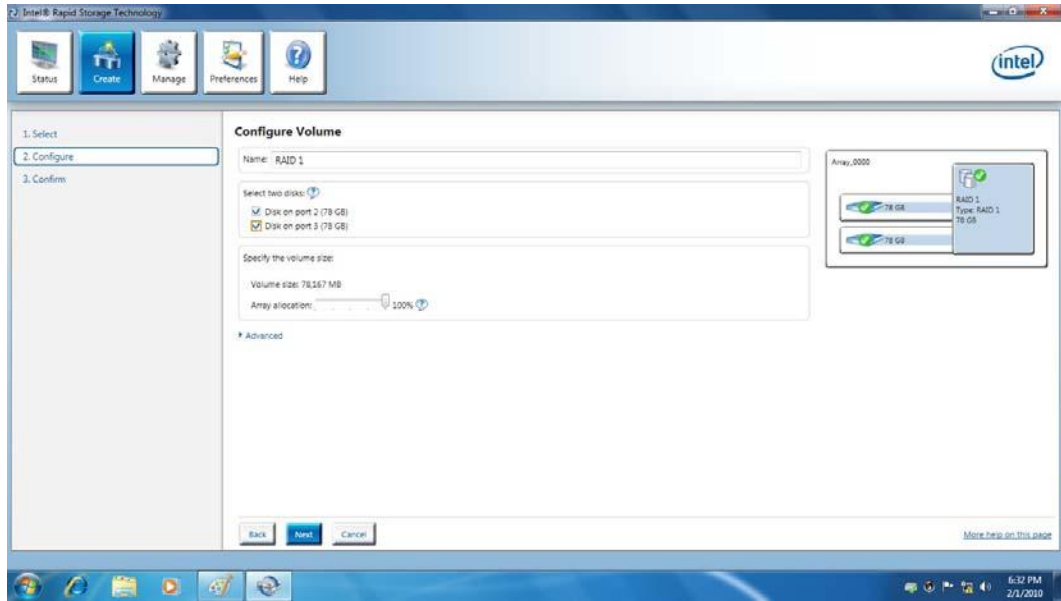 Intel® Rapid Storage Technology
Status
Create
Manage
Preferences
Help
intel
1. Select
2. Configure
3. Confirm
Configure Volume
Name: RAID 1
Select two disks:
Disk on port 2 (78 GB)
Disk on port 3 (78 GB)
Specify the volume size:
Volume size: 78,167 MB
Array allocation: 100%
Advanced
Array_0000
78 GB
78 GB
RAID 1
Type: RAID 1
78 GB
Back
Next
Cancel
More help on this page
6:32 PM
2/1/2010